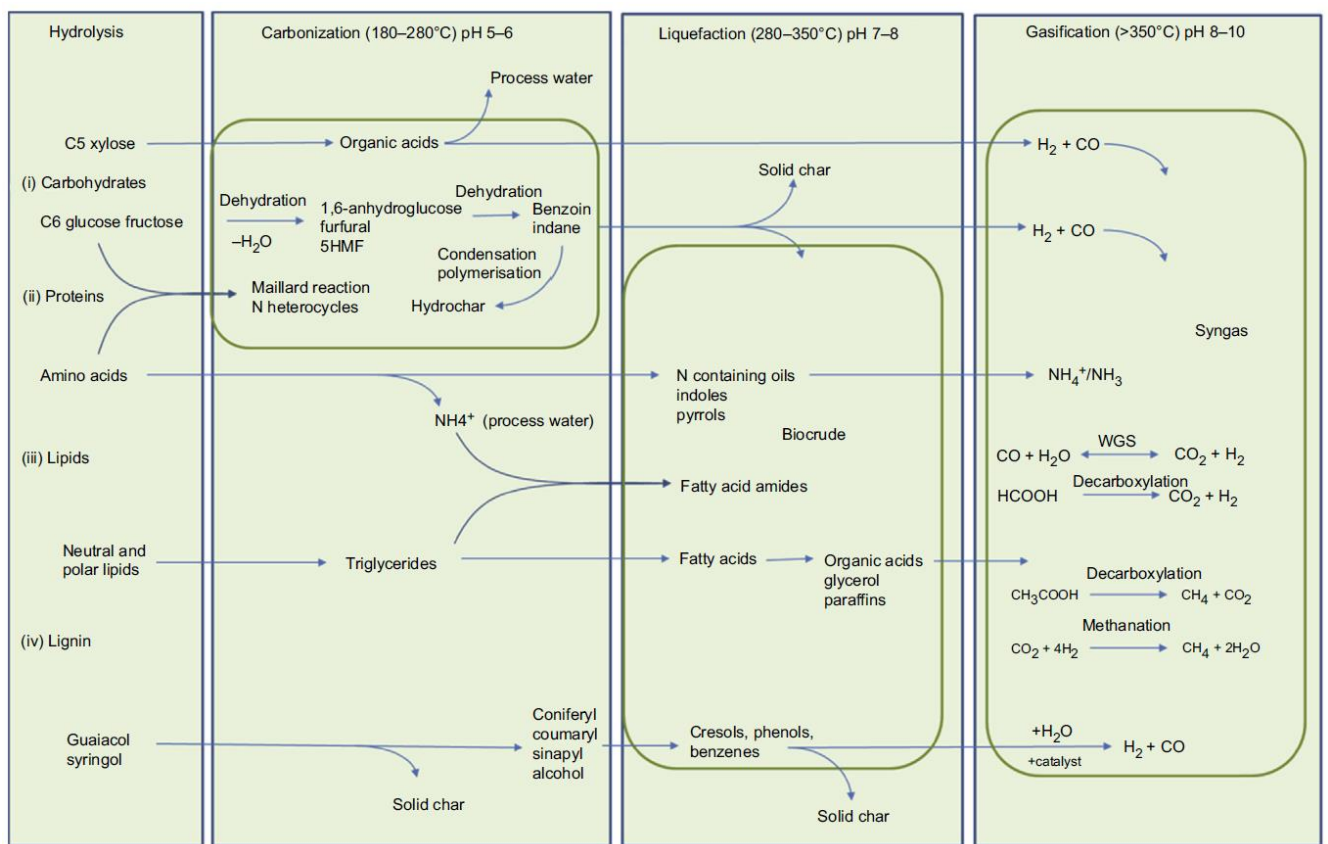 Hydrolysis
Carbonization (180–280°C) pH 5–6
Liquefaction (280–350°C) pH 7–8
Gasification (>350°C) pH 8–10
Process water
C5 xylose
Organic acids
H₂ + CO
(i) Carbohydrates
Solid char
Dehydration
–H₂O
1,6-anhydroglucose
furfural
5HMF
Dehydration
Benzoin
indane
C6 glucose fructose
H₂ + CO
Condensation
polymerisation
(ii) Proteins
Maillard reaction
N heterocycles
Hydrochar
Syngas
Amino acids
N containing oils
indoles
pyrrols
NH₄⁺/NH₃
NH4⁺ (process water)
Biocrude
(iii) Lipids
CO + H₂O
WGS
CO₂ + H₂
Fatty acid amides
HCOOH
Decarboxylation
CO₂ + H₂
Neutral and
polar lipids
Triglycerides
Fatty acids
Organic acids
glycerol
paraffins
Decarboxylation
CH₃COOH
CH₄ + CO₂
Methanation
CO₂ + 4H₂
CH₄ + 2H₂O
(iv) Lignin
Guaiacol
syringol
Coniferyl
coumaryl
sinapyl
alcohol
Cresols, phenols,
benzenes
+H₂O
+catalyst
H₂ + CO
Solid char
Solid char